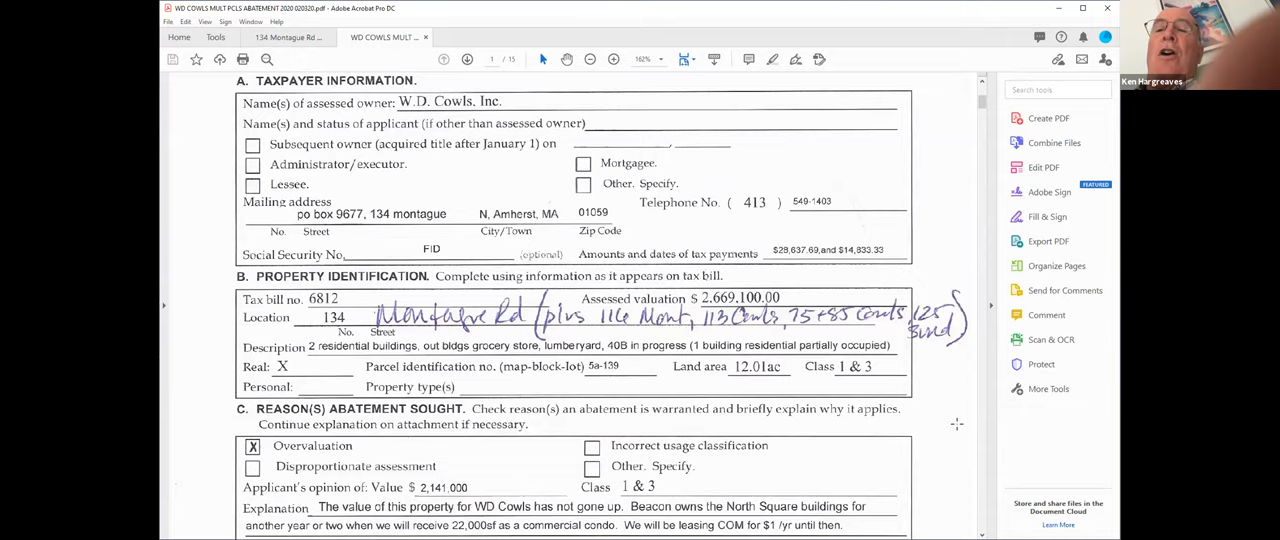 WD COWLS MULT PCLS ABATEMENT 2020 020320.pdf - Adobe Acrobat Pro DC
File Edit View Sign Window Help
Home Tools 134 Montague Rd ... WD COWLS MULT ... ×
1 / 15 162%
Ken Hargreaves
A. TAXPAYER INFORMATION.
Name(s) of assessed owner: W.D. Cowls, Inc.
Name(s) and status of applicant (if other than assessed owner)
Subsequent owner (acquired title after January 1) on ,
Administrator/executor. Mortgagee.
Lessee. Other. Specify.
Mailing address Telephone No. ( 413 ) 549-1403
po box 9677, 134 montague N, Amherst, MA 01059
No. Street City/Town Zip Code
Social Security No. FID (optional) Amounts and dates of tax payments $28,637.69,and $14,833.33
B. PROPERTY IDENTIFICATION. Complete using information as it appears on tax bill.
Tax bill no. 6812 Assessed valuation $ 2.669,100.00
Location 134 Montague Rd (plus 116 Mont, 113 Cowls, 75+85 Cowls, 125
No. Street
Description 2 residential buildings, out bldgs grocery store, lumberyard, 40B in progress (1 building residential partially occupied)
Real: X Parcel identification no. (map-block-lot) 5a-139 Land area 12.01ac Class 1 & 3
Personal: Property type(s)
C. REASON(S) ABATEMENT SOUGHT. Check reason(s) an abatement is warranted and briefly explain why it applies.
Continue explanation on attachment if necessary.
X Overvaluation Incorrect usage classification
Disproportionate assessment Other. Specify.
Applicant's opinion of: Value $ 2,141,000 Class 1 & 3
Explanation The value of this property for WD Cowls has not gone up. Beacon owns the North Square buildings for
another year or two when we will receive 22,000sf as a commercial condo. We will be leasing COM for $1 /yr until then.
Search tools
Create PDF
Combine Files
Edit PDF
FEATURED
Adobe Sign
Fill & Sign
Export PDF
Organize Pages
Send for Comments
Comment
Scan & OCR
Protect
More Tools
Store and share files in the
Document Cloud
Learn More